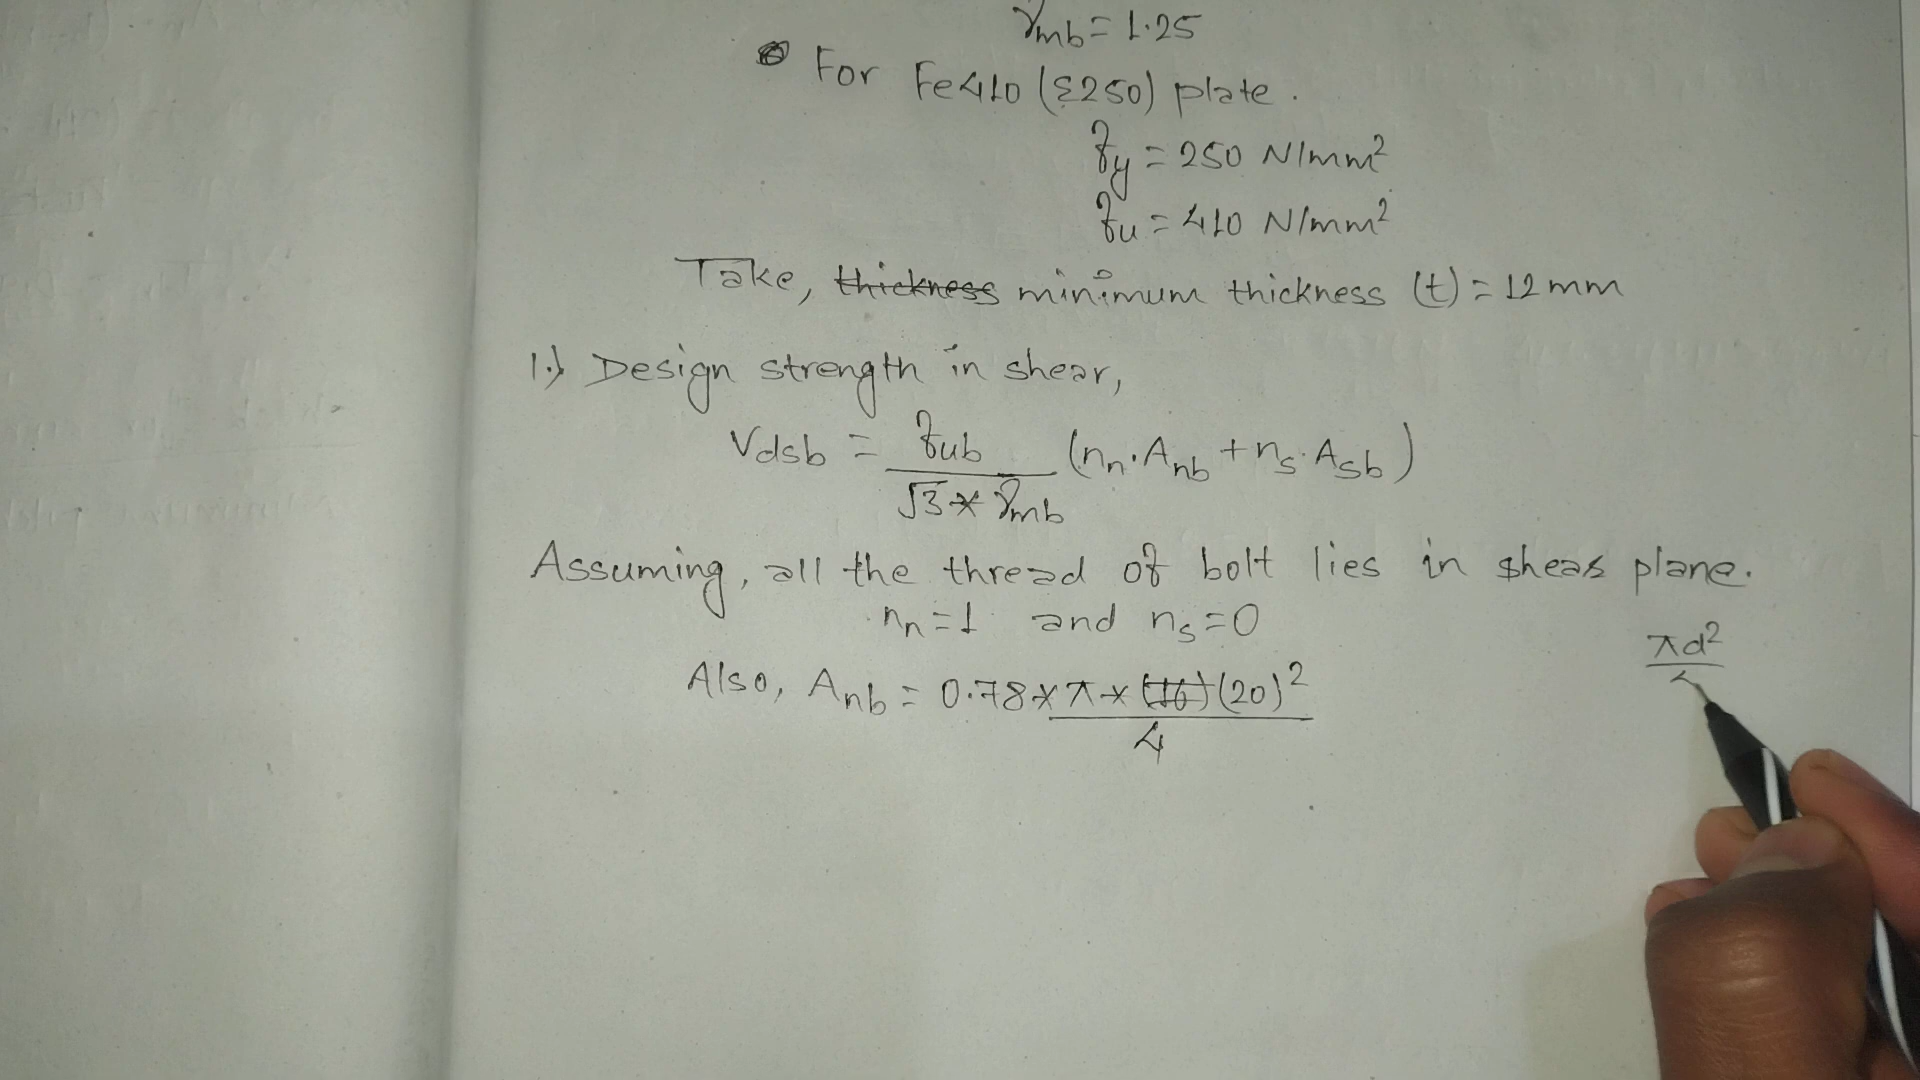 γmb = 1.25
For Fe410 (E250) plate.
fy = 250 N/mm²
fu = 410 N/mm²
Take, thickness minimum thickness (t) = 12 mm
1.) Design strength in shear,
Vdsb = fub / √3 * γmb (nn·Anb + ns·Asb)
Assuming, all the thread of bolt lies in shear plane.
nn = 1 and ns = 0
Also, Anb = 0.78 * π * (16) (20)² / 4
πd² / 4